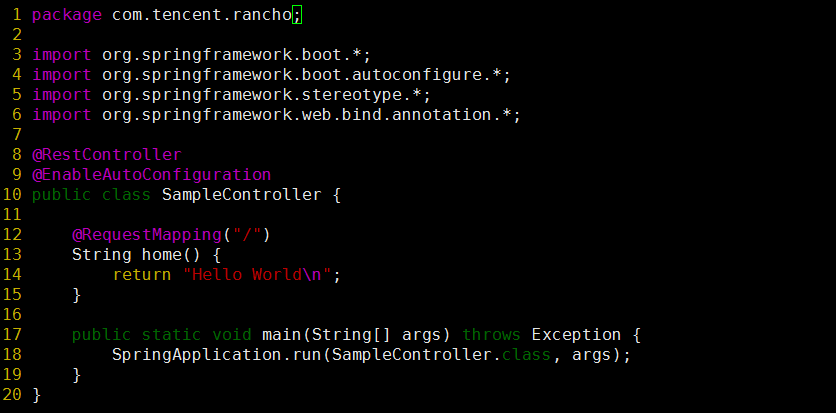 1 package com.tencent.rancho;
2
3 import org.springframework.boot.*;
4 import org.springframework.boot.autoconfigure.*;
5 import org.springframework.stereotype.*;
6 import org.springframework.web.bind.annotation.*;
7
8 @RestController
9 @EnableAutoConfiguration
10 public class SampleController {
11
12     @RequestMapping("/")
13     String home() {
14         return "Hello World\n";
15     }
16
17     public static void main(String[] args) throws Exception {
18         SpringApplication.run(SampleController.class, args);
19     }
20 }